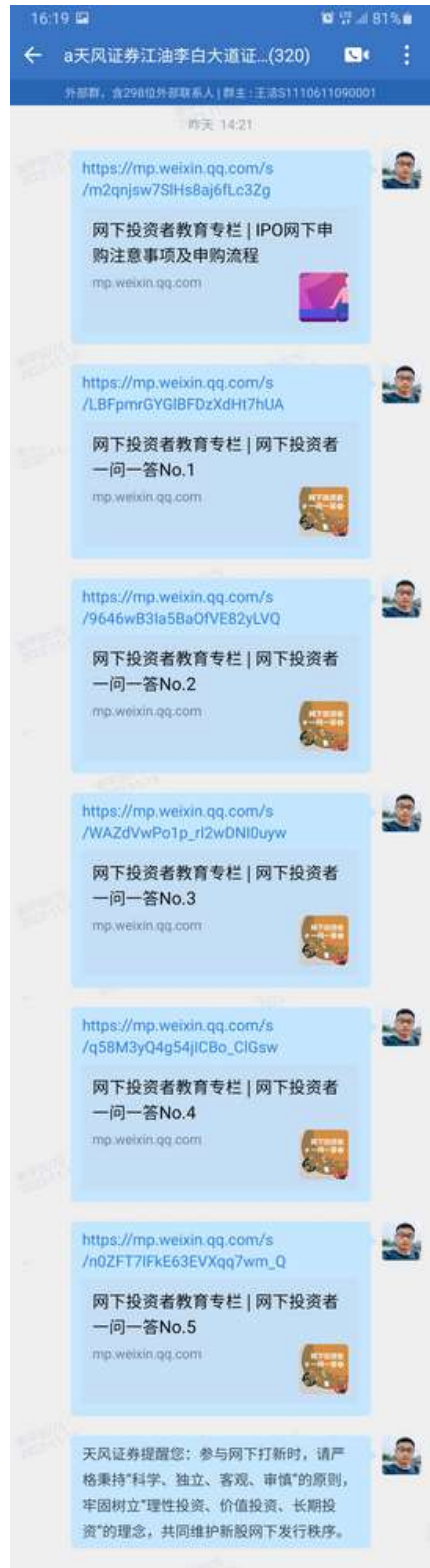 16:19
81%
a天风证券江油李白大道证...(320)
外部群，含298位外部联系人 | 群主：王洁S1110611090001
昨天 14:21
https://mp.weixin.qq.com/s
/m2qnjsw7SlHs8aj6fLc3Zg
网下投资者教育专栏 | IPO网下申
购注意事项及申购流程
mp.weixin.qq.com
https://mp.weixin.qq.com/s
/LBFpmrGYGlBFDzXdHt7hUA
网下投资者教育专栏 | 网下投资者
一问一答No.1
mp.weixin.qq.com
https://mp.weixin.qq.com/s
/9646wB3Ia5BaOfVE82yLVQ
网下投资者教育专栏 | 网下投资者
一问一答No.2
mp.weixin.qq.com
https://mp.weixin.qq.com/s
/WAZdVwPo1p_rI2wDNI0uyw
网下投资者教育专栏 | 网下投资者
一问一答No.3
mp.weixin.qq.com
https://mp.weixin.qq.com/s
/q58M3yQ4g54jlCBo_ClGsw
网下投资者教育专栏 | 网下投资者
一问一答No.4
mp.weixin.qq.com
https://mp.weixin.qq.com/s
/n0ZFT7IFkE63EVXqq7wm_Q
网下投资者教育专栏 | 网下投资者
一问一答No.5
mp.weixin.qq.com
天风证券提醒您：参与网下打新时，请严
格秉持“科学、独立、客观、审慎”的原则，
牢固树立“理性投资、价值投资、长期投
资”的理念，共同维护新股网下发行秩序。